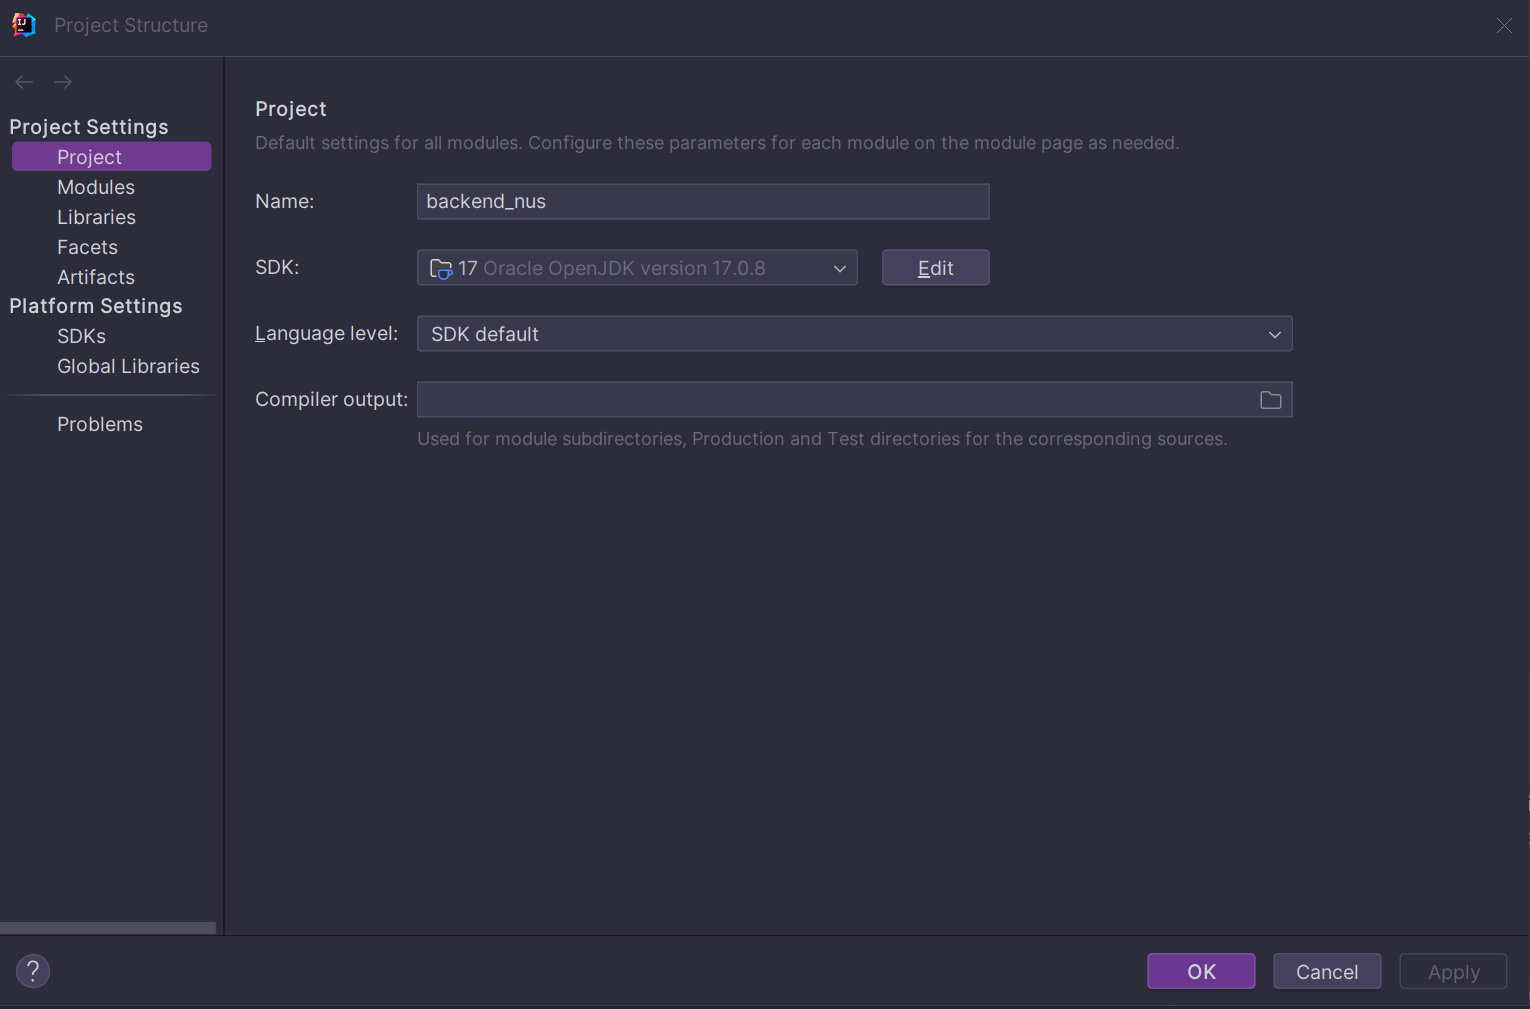 Project Structure
Project Settings
Project
Modules
Libraries
Facets
Artifacts
Platform Settings
SDKs
Global Libraries
Problems
Project
Default settings for all modules. Configure these parameters for each module on the module page as needed.
Name: backend_nus
SDK: 17 Oracle OpenJDK version 17.0.8 Edit
Language level: SDK default
Compiler output:
Used for module subdirectories, Production and Test directories for the corresponding sources.
? OK Cancel Apply